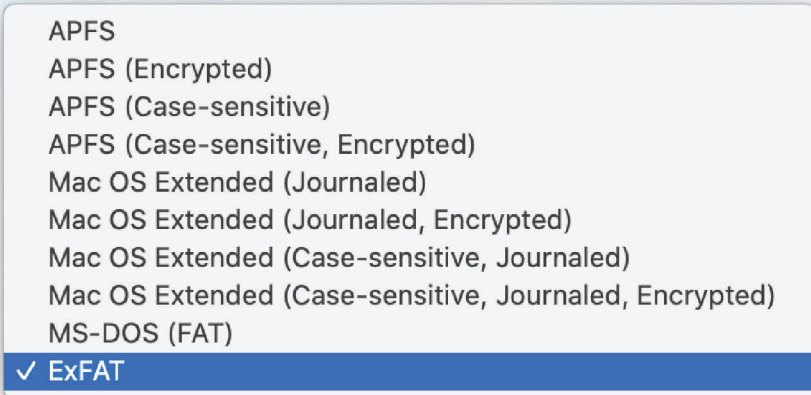 APFS
APFS (Encrypted)
APFS (Case-sensitive)
APFS (Case-sensitive, Encrypted)
Mac OS Extended (Journaled)
Mac OS Extended (Journaled, Encrypted)
Mac OS Extended (Case-sensitive, Journaled)
Mac OS Extended (Case-sensitive, Journaled, Encrypted)
MS-DOS (FAT)
✓ ExFAT